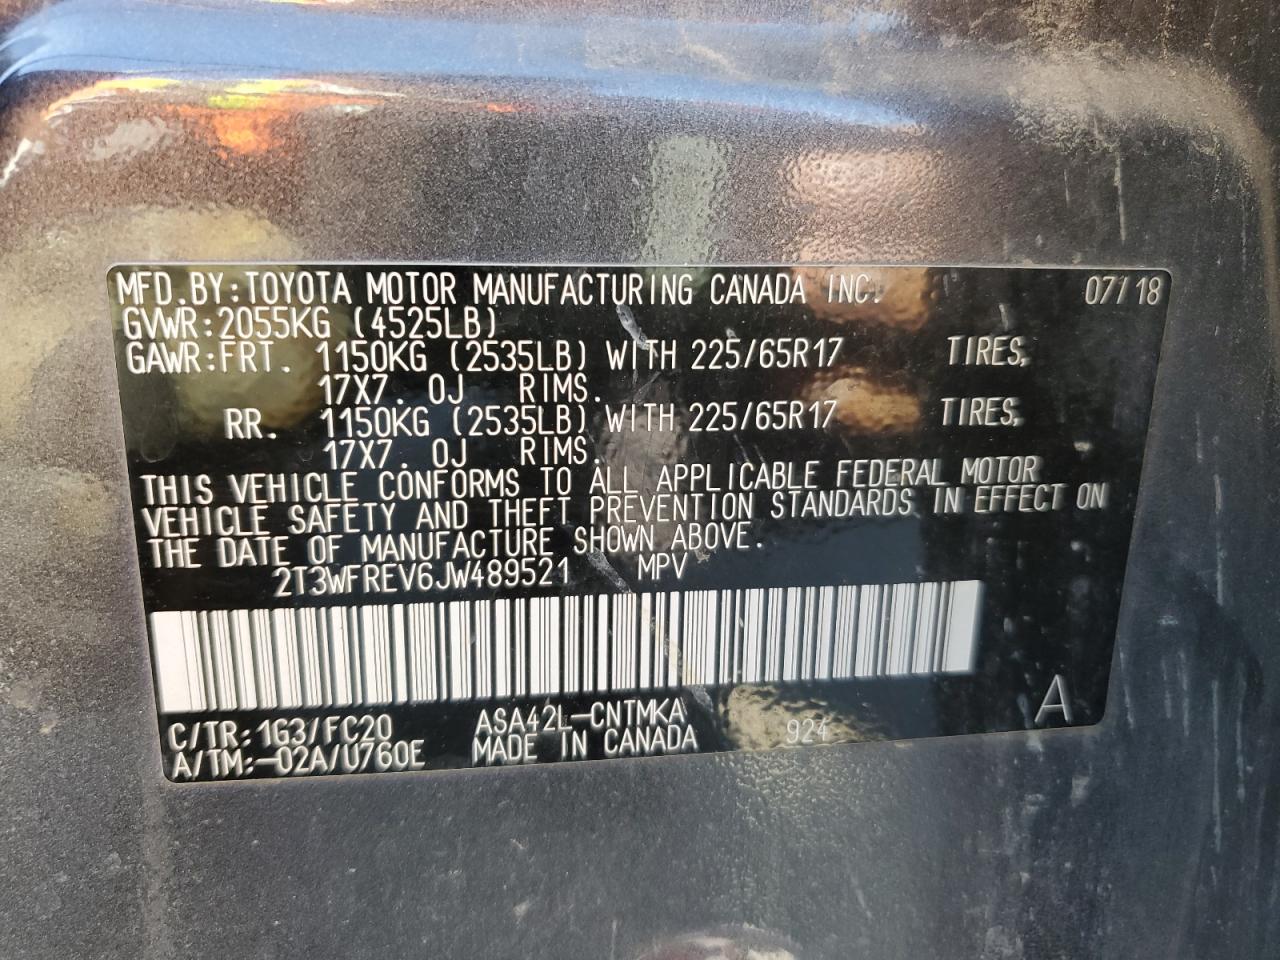 MFD.BY:TOYOTA MOTOR MANUFACTURING CANADA INC. 07/18
GVWR:2055KG (4525LB)
GAWR:FRT. 1150KG (2535LB) WITH 225/65R17 TIRES,
17X7.0J RIMS.
RR. 1150KG (2535LB) WITH 225/65R17 TIRES,
17X7.0J RIMS.
THIS VEHICLE CONFORMS TO ALL APPLICABLE FEDERAL MOTOR
VEHICLE SAFETY AND THEFT PREVENTION STANDARDS IN EFFECT ON
THE DATE OF MANUFACTURE SHOWN ABOVE.
2T3WFREV6JW489521 MPV
C/TR:1G3/FC20 ASA42L-CNTMKA 924 A
A/TM:-02A/U760E MADE IN CANADA